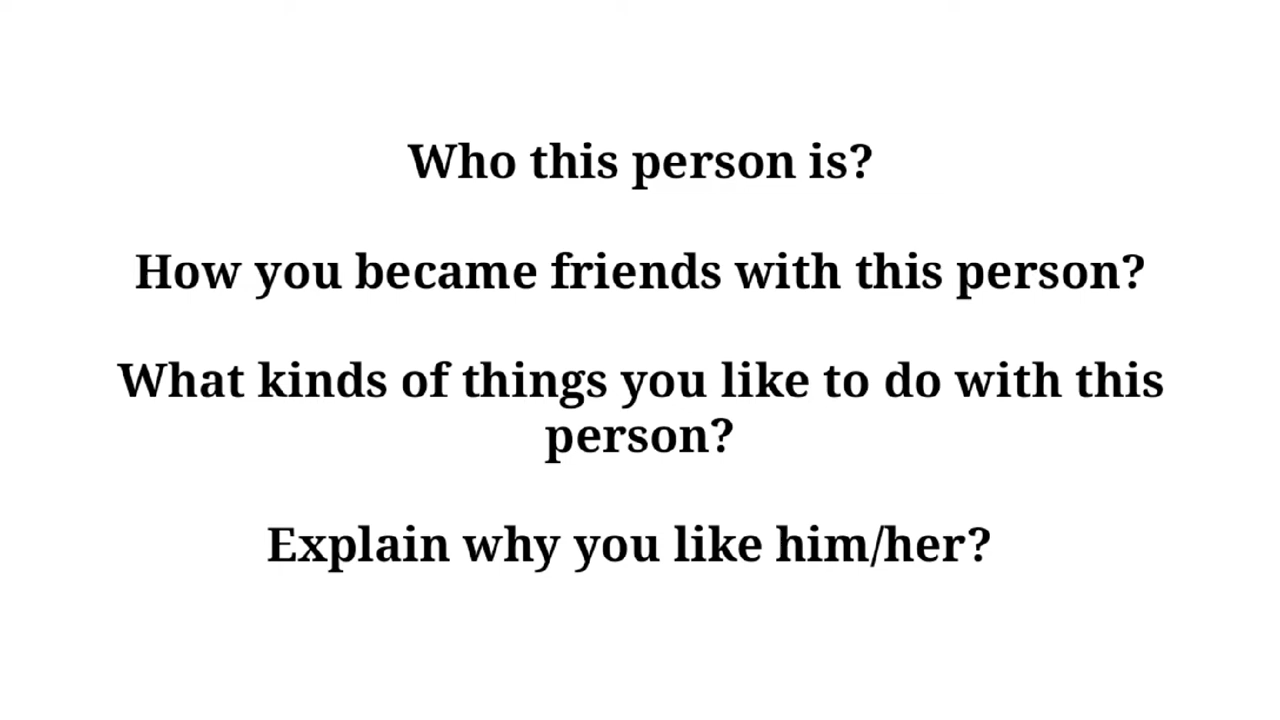 Who this person is?
How you became friends with this person?
What kinds of things you like to do with this
person?
Explain why you like him/her?